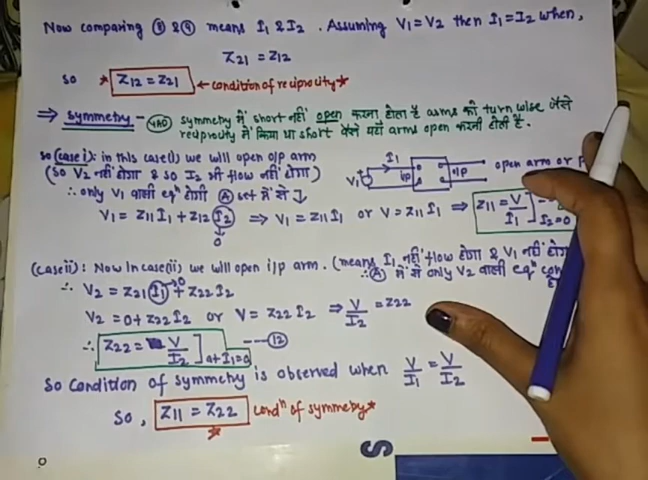 Now comparing ⑧ & ⑨ means I₁ & I₂. Assuming V₁ = V₂ then I₁ = I₂ when,
Z₂₁ = Z₁₂
so * Z₁₂ = Z₂₁ ← condition of reciprocity *
⇒ Symmetry - symmetry में short नहीं open करना होता है arms को turn wise जैसे
reciprocity में किया था short वैसे यहाँ arms open करनी होती है.
so (case i): in this case(i) we will open o/p arm
(so V₂ नहीं होगा & so I₂ भी flow नहीं होगा)
∴ only V₁ वाली eqⁿ होगी Ⓐ set में से ↓
I₁ V₁ i/p o/p open arm or
V₁ = Z₁₁ I₁ + Z₁₂ I₂ ⇒ V₁ = Z₁₁ I₁ or V = Z₁₁ I₁ ⇒ Z₁₁ = V/I₁ ] I₂=0
0
(case ii): Now in case(ii) we will open i/p arm. (means I₁ नहीं flow होगा & V₁ नहीं
∴ Ⓐ में से only V₂ वाली eqⁿ
∴ V₂ = Z₂₁ I₁→0 + Z₂₂ I₂
V₂ = 0 + Z₂₂ I₂ or V = Z₂₂ I₂ ⇒ V/I₂ = Z₂₂
∴ Z₂₂ = V/I₂ ] at I₁=0 ---⑫
So condition of symmetry is observed when V/I₁ = V/I₂
So, Z₁₁ = Z₂₂ condⁿ of symmetry *
*
S